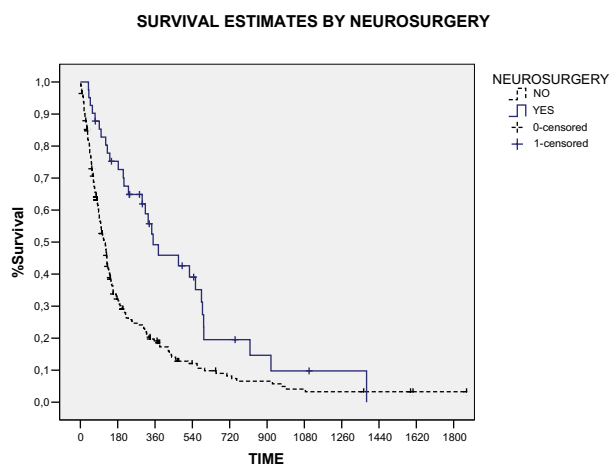 SURVIVAL ESTIMATES BY NEUROSURGERY
NEUROSURGERY
NO
YES
0-censored
1-censored
%Survival
1,0
0,9
0,8
0,7
0,6
0,5
0,4
0,3
0,2
0,1
0,0
0 180 360 540 720 900 1080 1260 1440 1620 1800
TIME